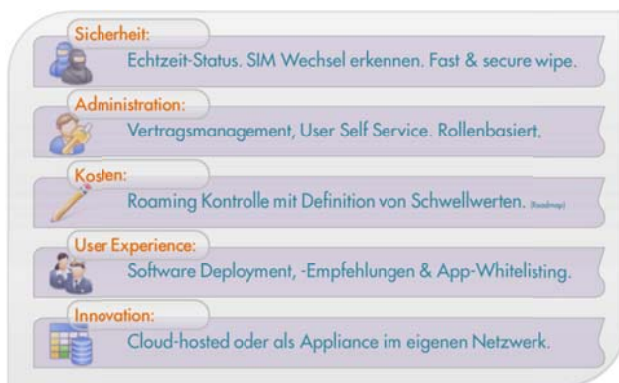 Sicherheit:
Echtzeit-Status. SIM Wechsel erkennen. Fast & secure wipe.
Administration:
Vertragsmanagement, User Self Service. Rollenbasiert.
Kosten:
Roaming Kontrolle mit Definition von Schwellwerten. (Roadmap)
User Experience:
Software Deployment, -Empfehlungen & App-Whitelisting.
Innovation:
Cloud-hosted oder als Appliance im eigenen Netzwerk.